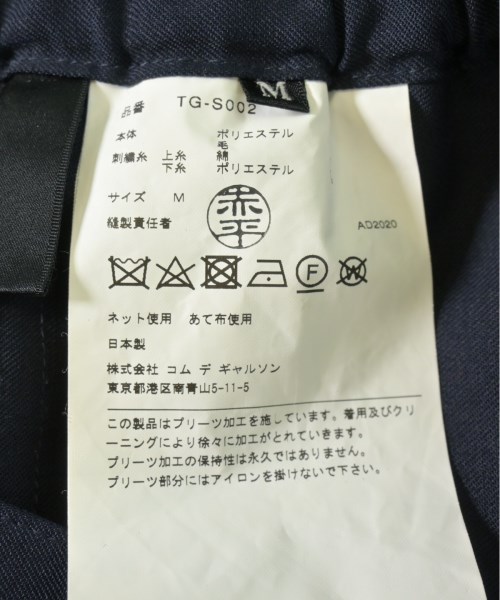 M
品番 TG-S002
本体 ポリエステル
毛
刺繍糸 上糸 綿
下糸 ポリエステル
サイズ M
縫製責任者
赤平
AD2020
F
W
ネット使用 あて布使用
日本製
株式会社 コム デ ギャルソン
東京都港区南青山5-11-5
この製品はプリーツ加工を施しています。着用及びクリ
ーニングにより徐々に加工がとれていきます。
プリーツ加工の保持性は永久ではありません。
プリーツ部分にはアイロンを掛けないで下さい。